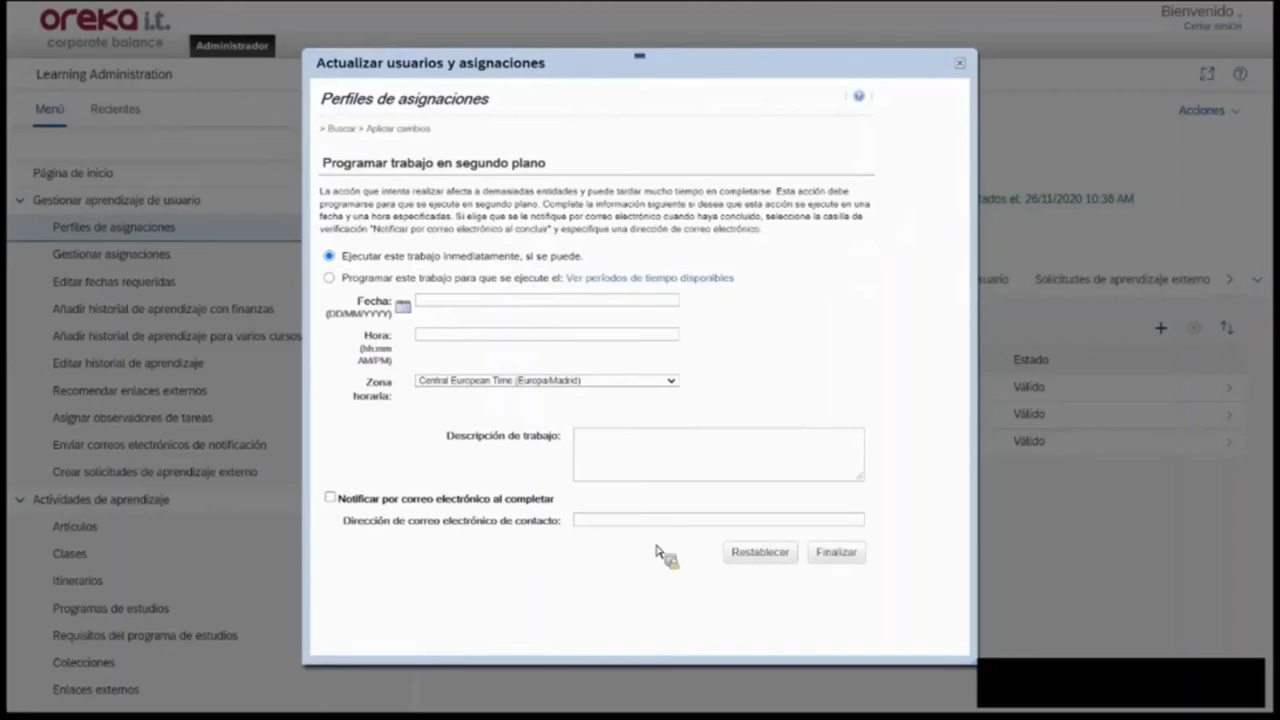 oreka i.t.
corporate balance
Administrador
Bienvenido ,
Cerrar sesión
Learning Administration
Menú
Recientes
Acciones
Página de inicio
Gestionar aprendizaje de usuario
Perfiles de asignaciones
Gestionar asignaciones
Editar fechas requeridas
Añadir historial de aprendizaje con finanzas
Añadir historial de aprendizaje para varios cursos
Editar historial de aprendizaje
Recomendar enlaces externos
Asignar observadores de tareas
Enviar correos electrónicos de notificación
Crear solicitudes de aprendizaje externo
Actividades de aprendizaje
Artículos
Clases
Itinerarios
Programas de estudios
Requisitos del programa de estudios
Colecciones
Enlaces externos
Actualizar usuarios y asignaciones
Perfiles de asignaciones
> Buscar > Aplicar cambios
Programar trabajo en segundo plano
La acción que intenta realizar afecta a demasiadas entidades y puede tardar mucho tiempo en completarse. Esta acción debe
programarse para que se ejecute en segundo plano. Complete la información siguiente si desea que esta acción se ejecute en una
fecha y una hora especificadas. Si elige que se le notifique por correo electrónico cuando haya concluido, seleccione la casilla de
verificación "Notificar por correo electrónico al concluir" y especifique una dirección de correo electrónico.
Ejecutar este trabajo inmediatamente, si se puede.
Programar este trabajo para que se ejecute el: Ver períodos de tiempo disponibles
Fecha:
(DD/MM/YYYY)
Hora:
(hh:mm
AM/PM)
Zona
horaria:
Central European Time (Europa/Madrid)
Descripción de trabajo:
Notificar por correo electrónico al completar
Dirección de correo electrónico de contacto:
Restablecer
Finalizar
tados el: 26/11/2020 10:36 AM
suario
Solicitudes de aprendizaje externo
Estado
Válido
Válido
Válido